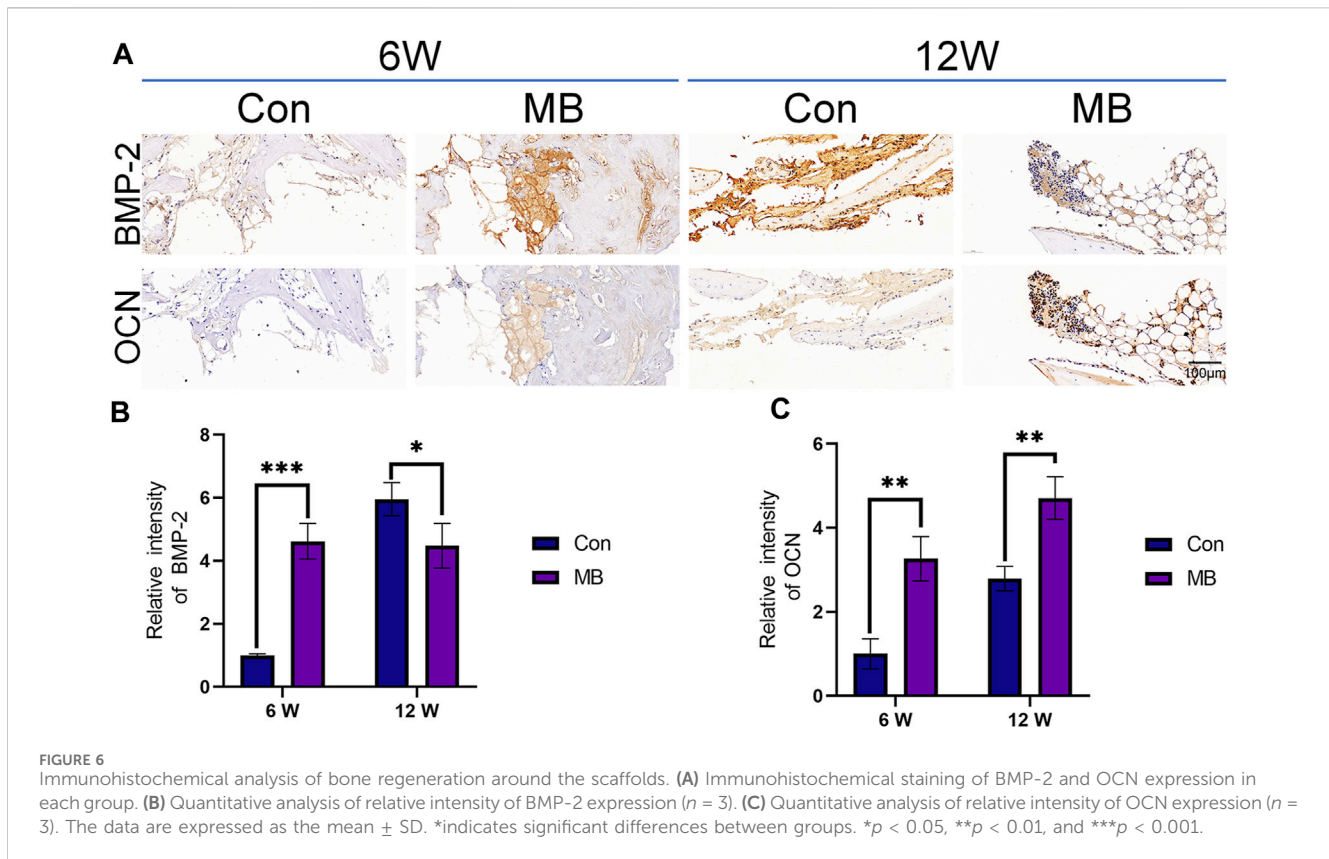 A
6W
12W
Con
MB
Con
MB
BMP-2
OCN
100μm
B
Relative intensity
of BMP-2
8
6
4
2
0
***
*
6 W
12 W
Con
MB
C
Relative intensity
of OCN
6
4
2
0
**
**
6 W
12 W
Con
MB
FIGURE 6
Immunohistochemical analysis of bone regeneration around the scaffolds. (A) Immunohistochemical staining of BMP-2 and OCN expression in
each group. (B) Quantitative analysis of relative intensity of BMP-2 expression (n = 3). (C) Quantitative analysis of relative intensity of OCN expression (n =
3). The data are expressed as the mean ± SD. *indicates significant differences between groups. *p < 0.05, **p < 0.01, and ***p < 0.001.